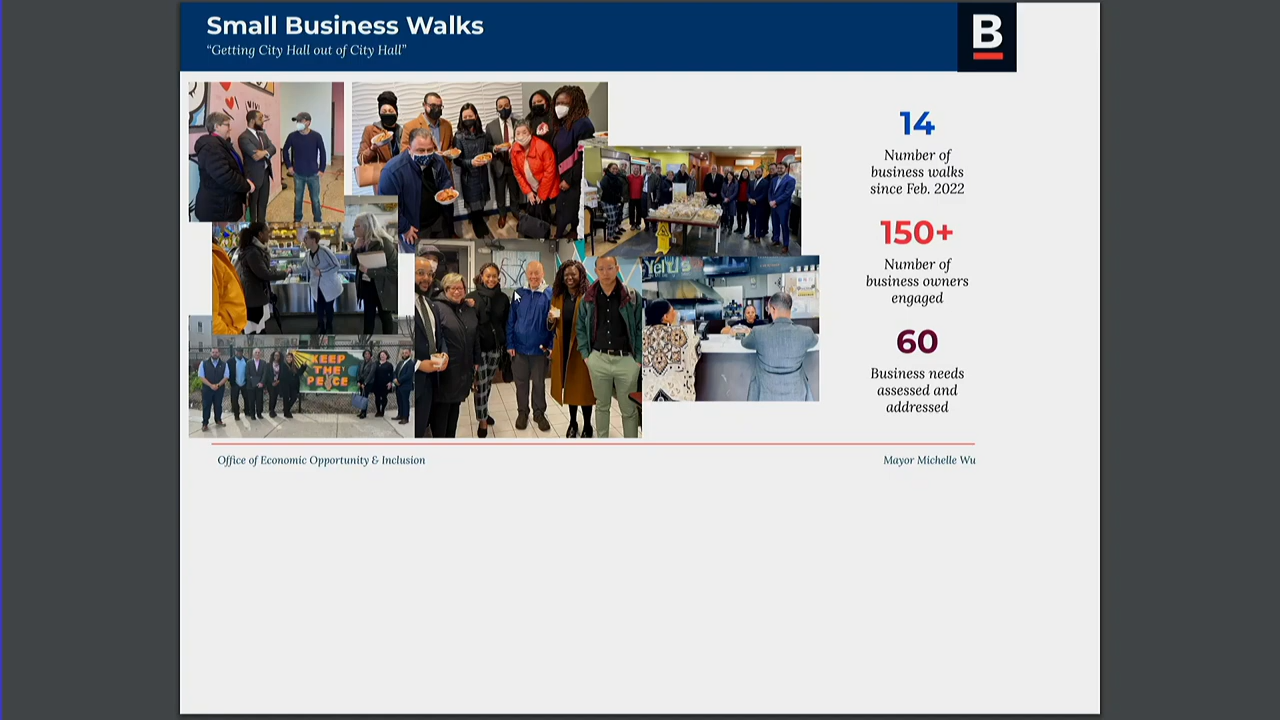 Small Business Walks
"Getting City Hall out of City Hall"
B
14
Number of
business walks
since Feb. 2022
150+
Number of
business owners
engaged
60
Business needs
assessed and
addressed
KEEP
THE
PEACE
Office of Economic Opportunity & Inclusion
Mayor Michelle Wu